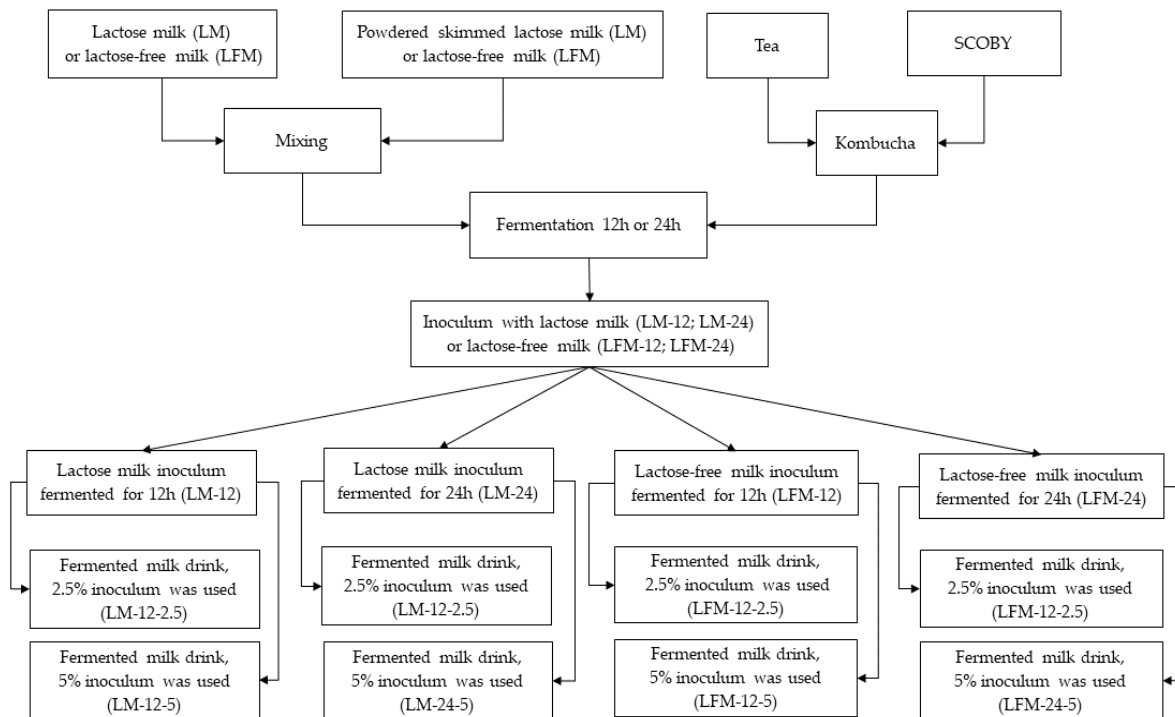 Lactose milk (LM)
or lactose-free milk (LFM)
Powdered skimmed lactose milk (LM)
or lactose-free milk (LFM)
Tea
SCOBY
Mixing
Kombucha
Fermentation 12h or 24h
Inoculum with lactose milk (LM-12; LM-24)
or lactose-free milk (LFM-12; LFM-24)
Lactose milk inoculum
fermented for 12h (LM-12)
Lactose milk inoculum
fermented for 24h (LM-24)
Lactose-free milk inoculum
fermented for 12h (LFM-12)
Lactose-free milk inoculum
fermented for 24h (LFM-24)
Fermented milk drink,
2.5% inoculum was used
(LM-12-2.5)
Fermented milk drink,
2.5% inoculum was used
(LM-12-2.5)
Fermented milk drink,
2.5% inoculum was used
(LFM-12-2.5)
Fermented milk drink,
2.5% inoculum was used
(LFM-12-2.5)
Fermented milk drink,
5% inoculum was used
(LM-12-5)
Fermented milk drink,
5% inoculum was used
(LM-24-5)
Fermented milk drink,
5% inoculum was used
(LFM-12-5)
Fermented milk drink,
5% inoculum was used
(LFM-24-5)